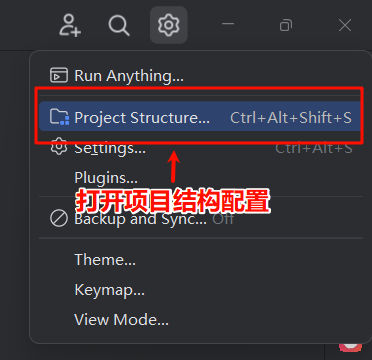 Run Anything...
Project Structure... Ctrl+Alt+Shift+S
Settings... Ctrl+Alt+S
Plugins...
打开项目结构配置
Backup and Sync... Off
Theme...
Keymap...
View Mode...